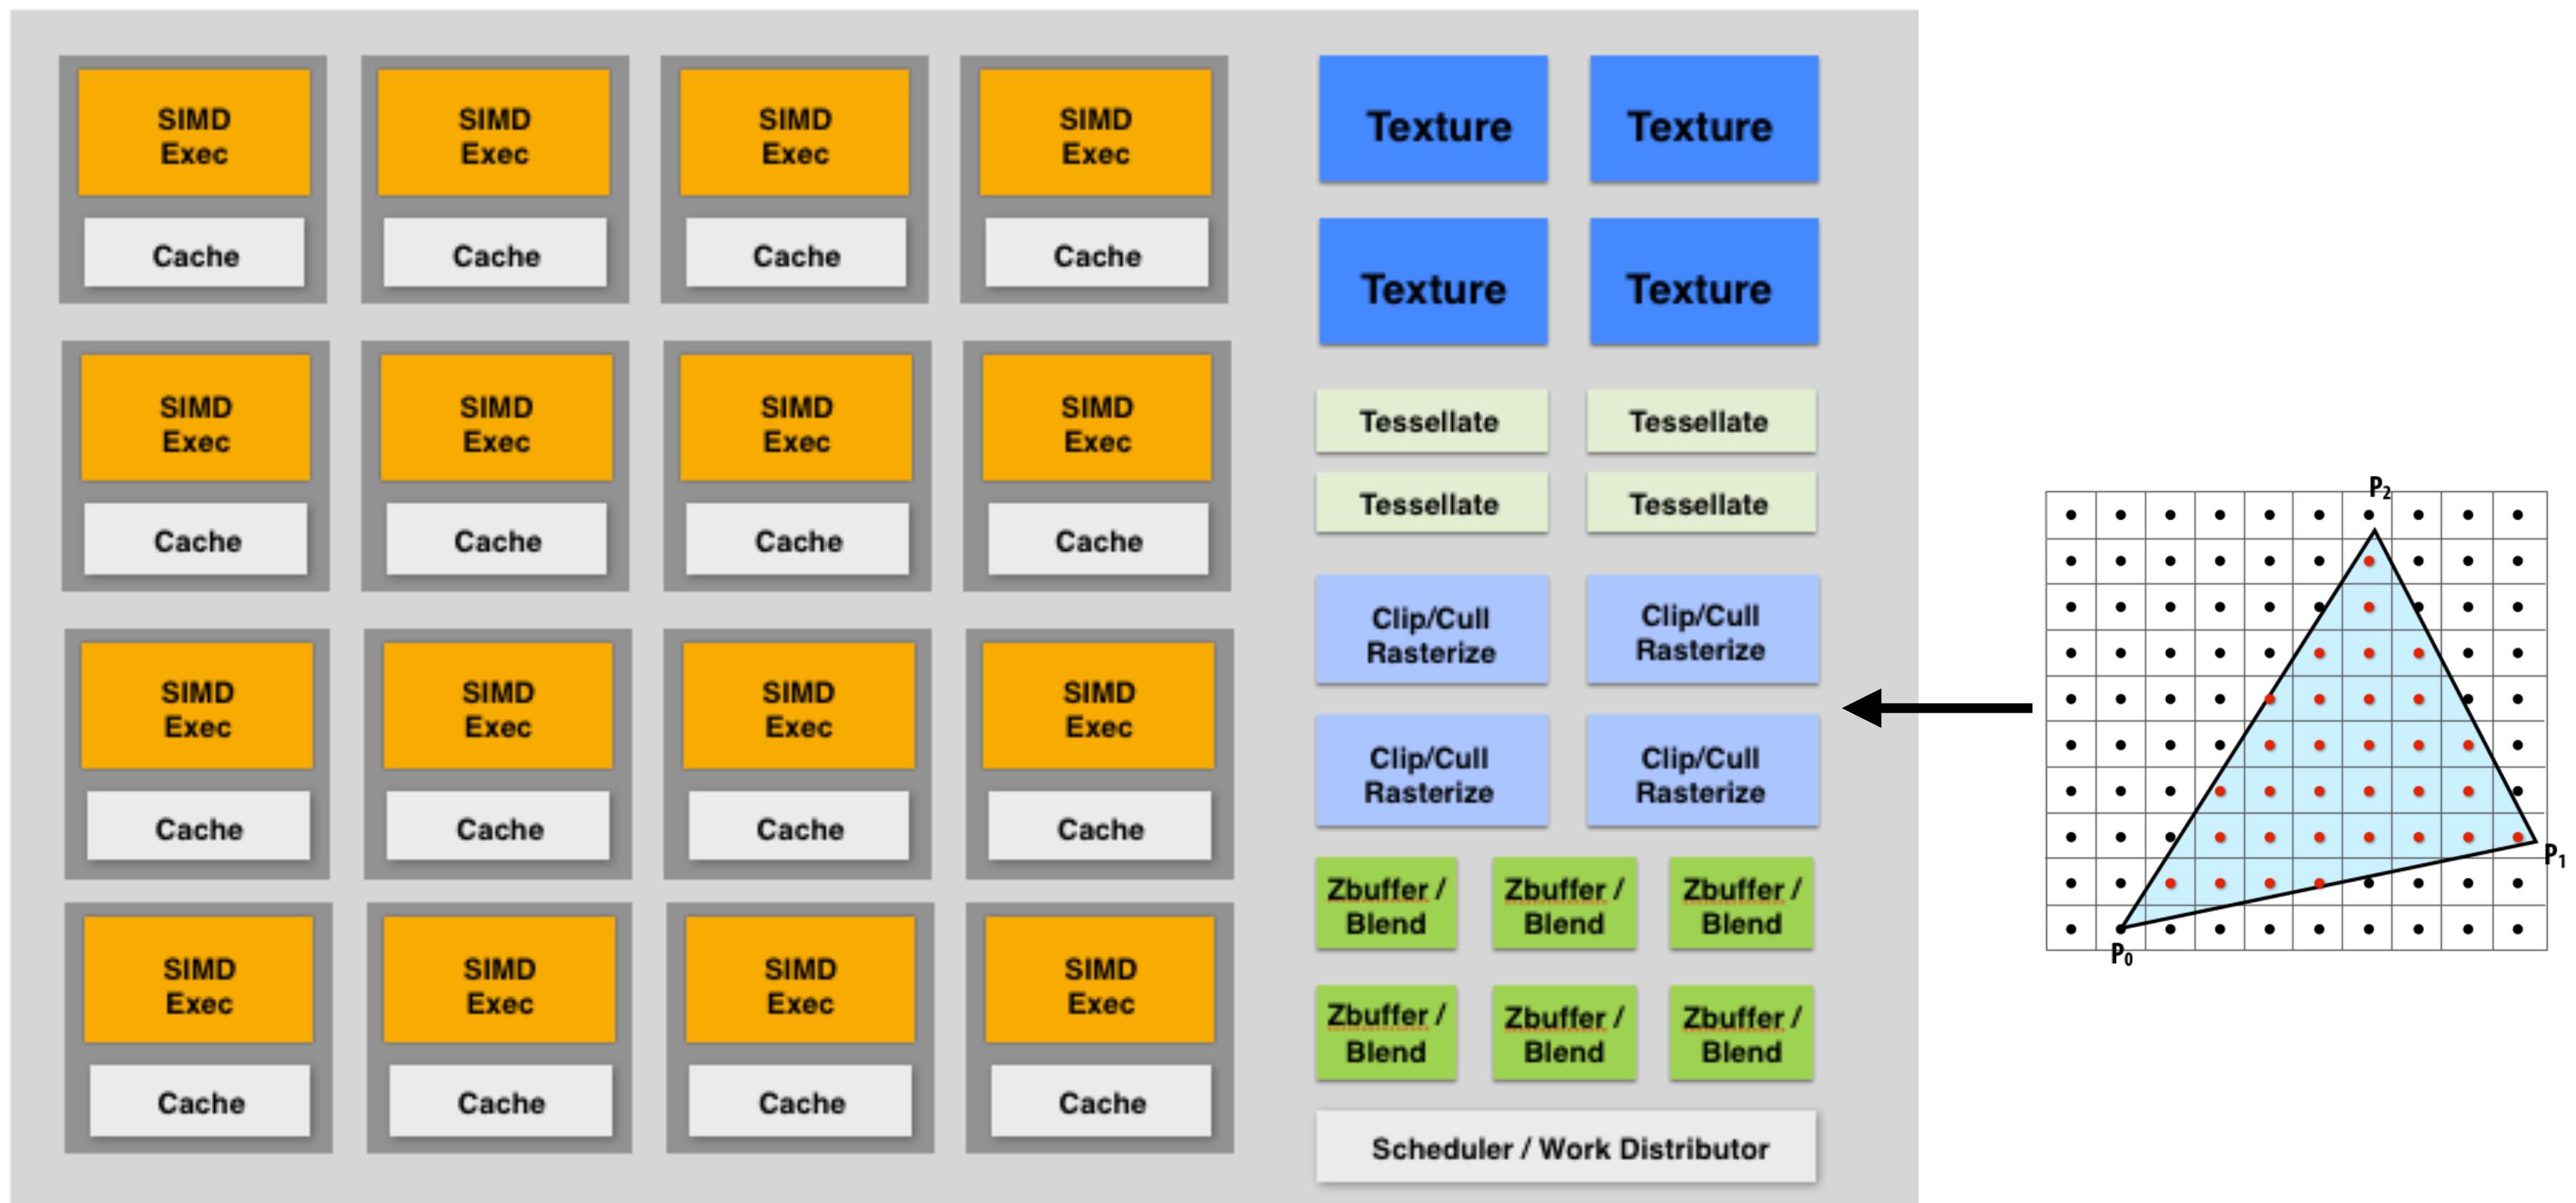 SIMD
Exec
Cache
SIMD
Exec
Cache
SIMD
Exec
Cache
SIMD
Exec
Cache
SIMD
Exec
Cache
SIMD
Exec
Cache
SIMD
Exec
Cache
SIMD
Exec
Cache
SIMD
Exec
Cache
SIMD
Exec
Cache
SIMD
Exec
Cache
SIMD
Exec
Cache
SIMD
Exec
Cache
SIMD
Exec
Cache
SIMD
Exec
Cache
SIMD
Exec
Cache
Texture
Texture
Texture
Texture
Tessellate
Tessellate
Tessellate
Tessellate
Clip/Cull
Rasterize
Clip/Cull
Rasterize
Clip/Cull
Rasterize
Clip/Cull
Rasterize
Zbuffer /
Blend
Zbuffer /
Blend
Zbuffer /
Blend
Zbuffer /
Blend
Zbuffer /
Blend
Zbuffer /
Blend
Scheduler / Work Distributor
P₂
P₁
P₀